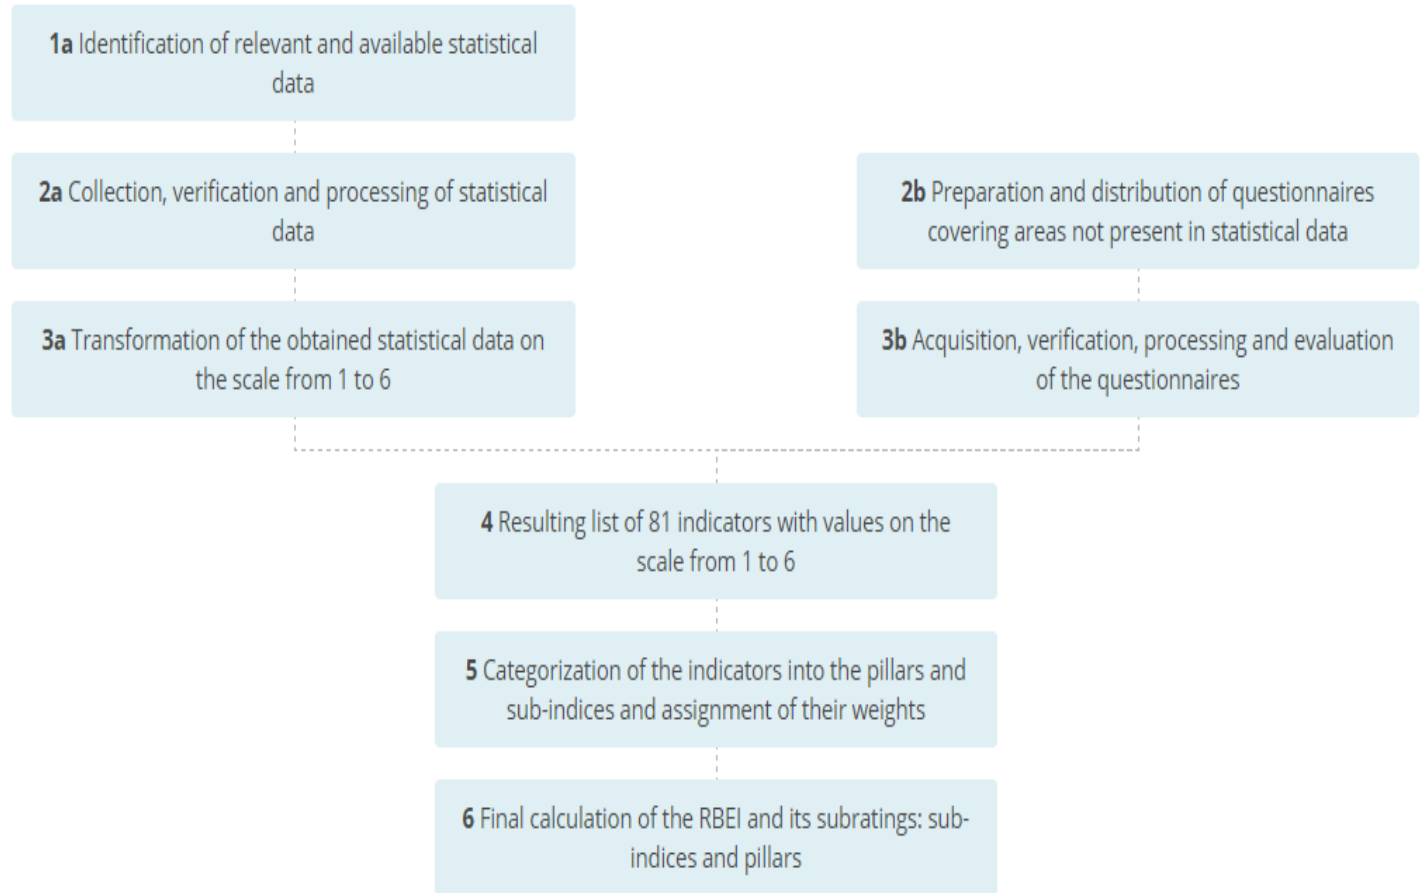 1a Identification of relevant and available statistical
data
2a Collection, verification and processing of statistical
data
2b Preparation and distribution of questionnaires
covering areas not present in statistical data
3a Transformation of the obtained statistical data on
the scale from 1 to 6
3b Acquisition, verification, processing and evaluation
of the questionnaires
4 Resulting list of 81 indicators with values on the
scale from 1 to 6
5 Categorization of the indicators into the pillars and
sub-indices and assignment of their weights
6 Final calculation of the RBEI and its subratings: sub-
indices and pillars